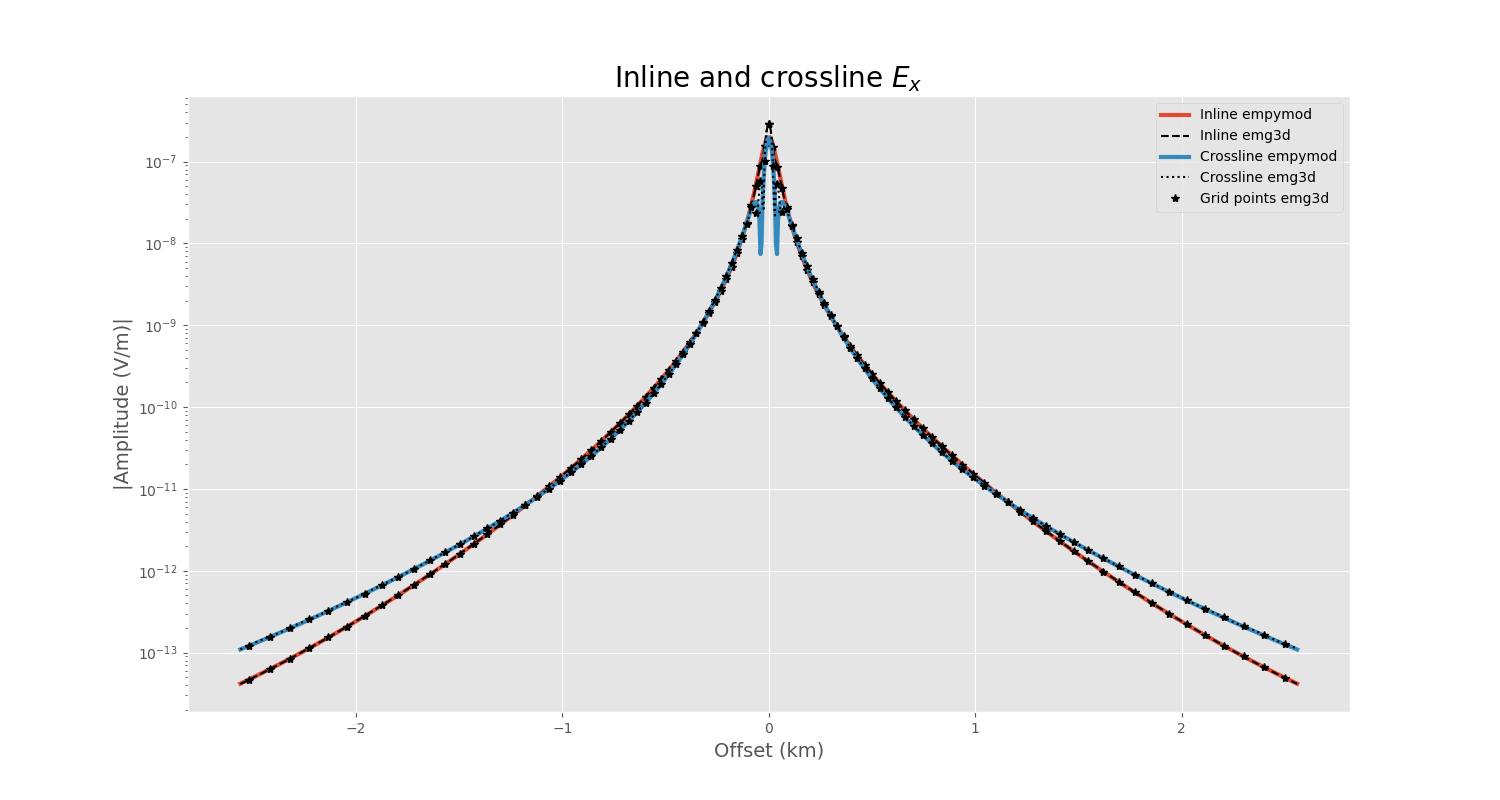 Inline and crossline Eₓ
Inline empymod
Inline emg3d
Crossline empymod
Crossline emg3d
Grid points emg3d
|Amplitude (V/m)|
10⁻⁷
10⁻⁸
10⁻⁹
10⁻¹⁰
10⁻¹¹
10⁻¹²
10⁻¹³
−2 −1 0 1 2
Offset (km)